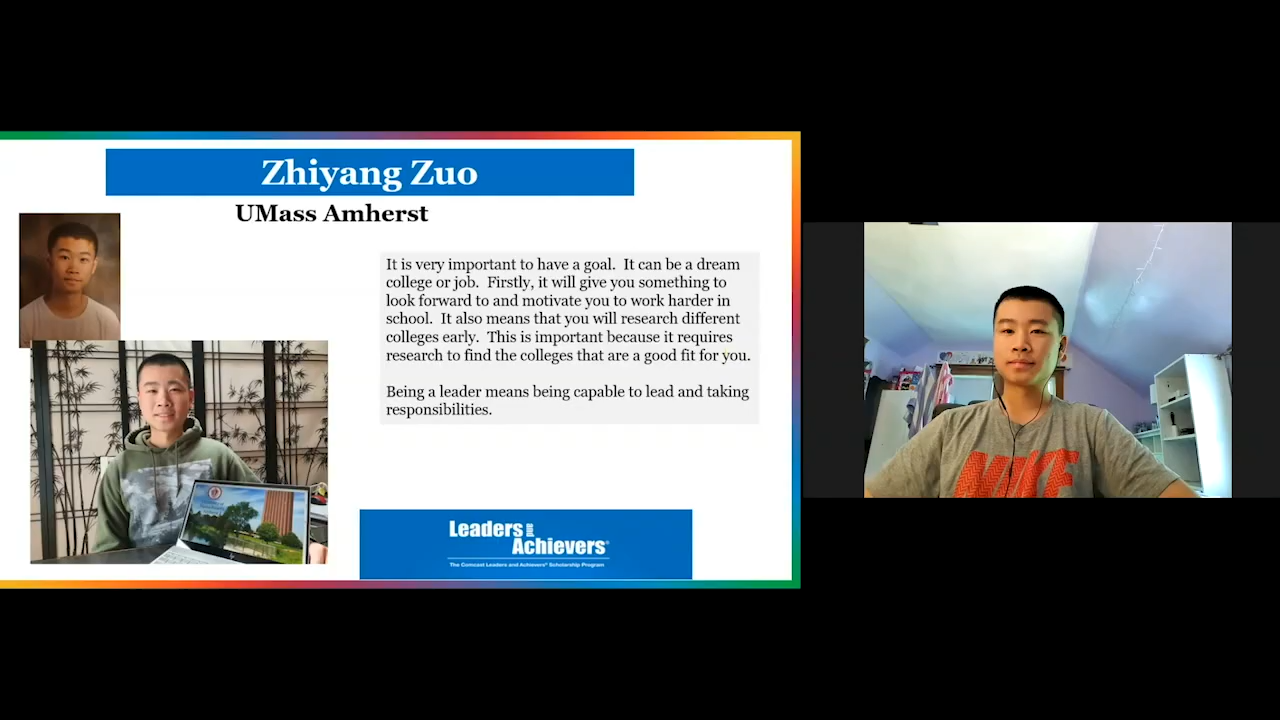 Zhiyang Zuo
UMass Amherst
It is very important to have a goal. It can be a dream
college or job. Firstly, it will give you something to
look forward to and motivate you to work harder in
school. It also means that you will research different
colleges early. This is important because it requires
research to find the colleges that are a good fit for you.
Being a leader means being capable to lead and taking
responsibilities.
Leaders and
Achievers®
The Comcast Leaders and Achievers® Scholarship Program
NIKE